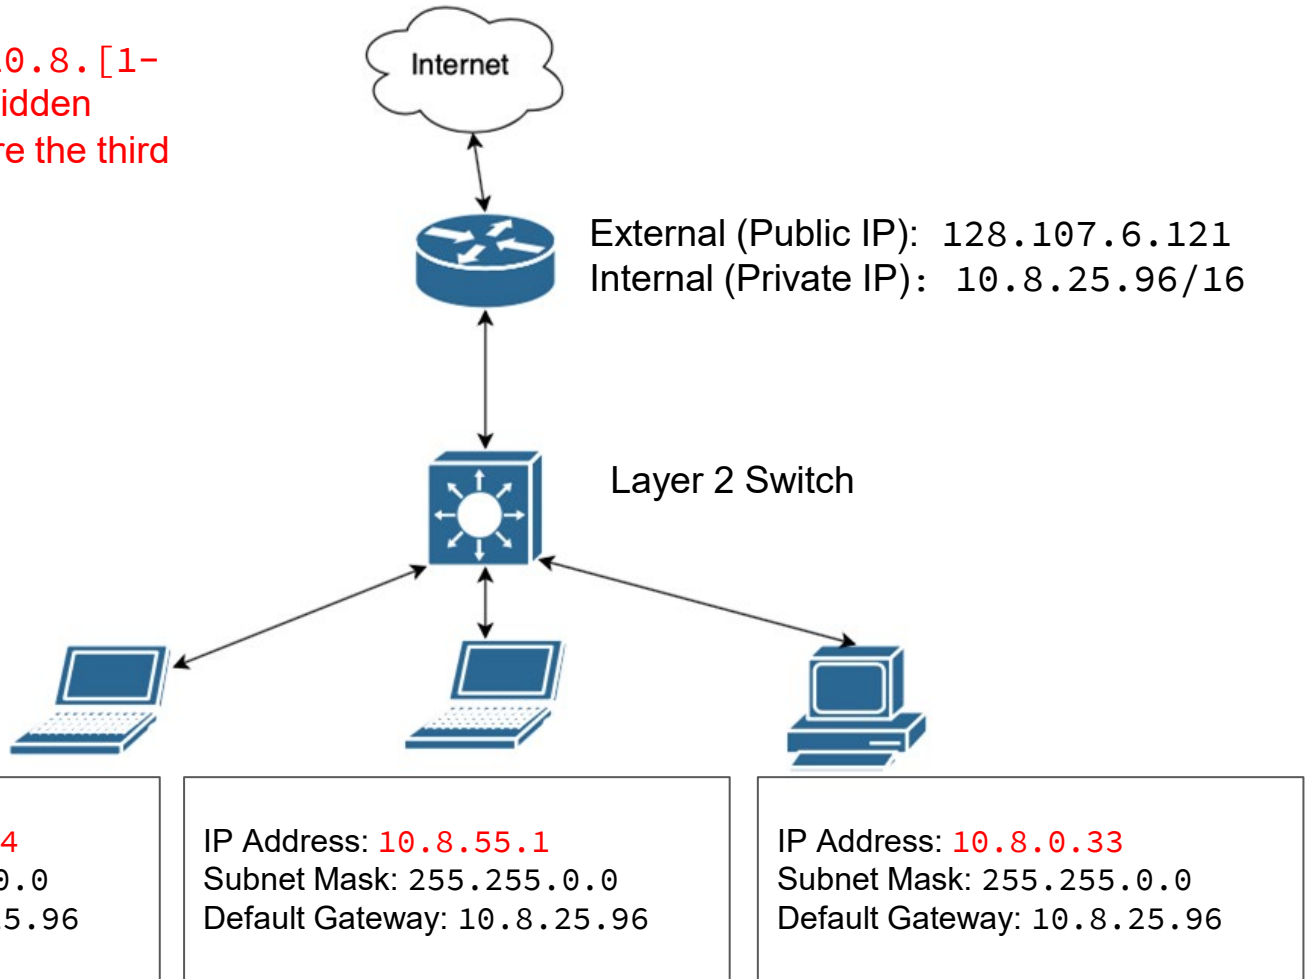 0.8.[1-
idden
re the third
Internet
External (Public IP): 128.107.6.121
Internal (Private IP): 10.8.25.96/16
Layer 2 Switch
4
0.0
5.96
IP Address: 10.8.55.1
Subnet Mask: 255.255.0.0
Default Gateway: 10.8.25.96
IP Address: 10.8.0.33
Subnet Mask: 255.255.0.0
Default Gateway: 10.8.25.96